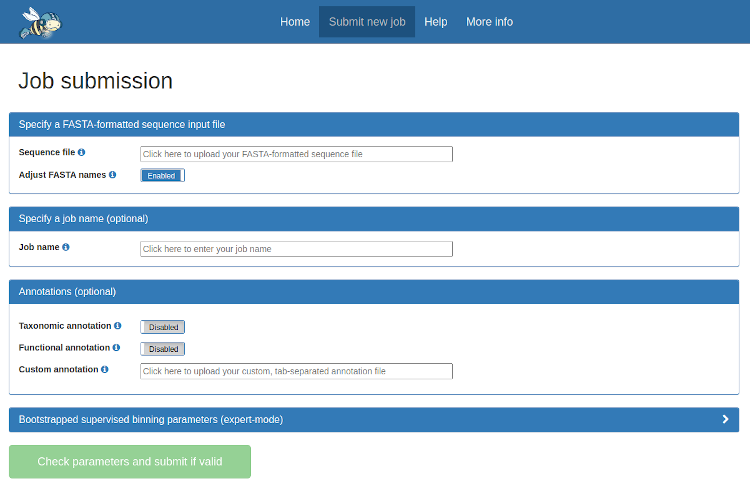 Home Submit new job Help More info
Job submission
Specify a FASTA-formatted sequence input file
Sequence file Click here to upload your FASTA-formatted sequence file
Adjust FASTA names Enabled
Specify a job name (optional)
Job name Click here to enter your job name
Annotations (optional)
Taxonomic annotation Disabled
Functional annotation Disabled
Custom annotation Click here to upload your custom, tab-separated annotation file
Bootstrapped supervised binning parameters (expert-mode)
Check parameters and submit if valid